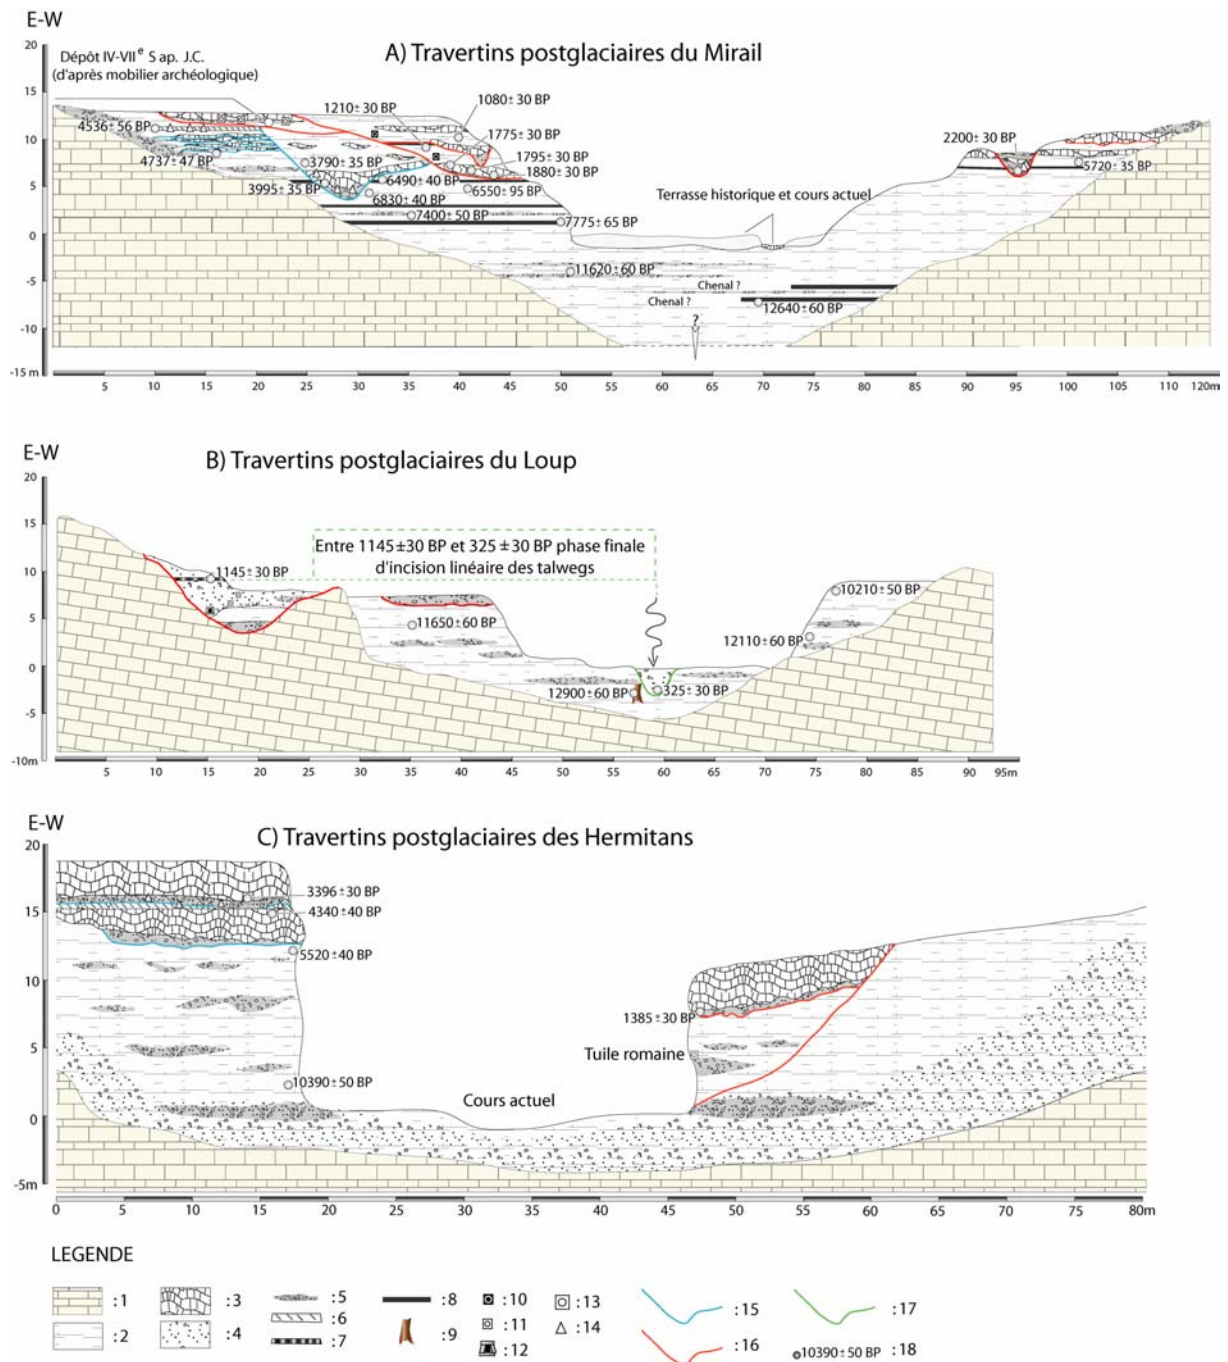 E-W
A) Travertins postglaciaires du Mirail
Dépôt IV-VIIe S ap. J.C.
(d'après mobilier archéologique)
20
15
10
5
0
-5
-10
-15 m
1210±30 BP
1080±30 BP
4536±56 BP
1775±30 BP
2200±30 BP
4737±47 BP
3790±35 BP
1795±30 BP
5720±35 BP
3995±35 BP
6490±40 BP
1880±30 BP
6830±40 BP
6550±95 BP
Terrasse historique et cours actuel
7400±50 BP
7775±65 BP
11620±60 BP
Chenal ?
Chenal ?
12640±60 BP
?
5 10 15 20 25 30 35 40 45 50 55 60 65 70 75 80 85 90 95 100 105 110 120m
E-W
B) Travertins postglaciaires du Loup
20
15
10
5
0
-5
-10m
Entre 1145±30 BP et 325±30 BP phase finale
d'incision linéaire des talwegs
1145±30 BP
10210±50 BP
11650±60 BP
12110±60 BP
12900±60 BP
325±30 BP
5 10 15 20 25 30 35 40 45 50 55 60 65 70 75 80 85 90 95m
E-W
C) Travertins postglaciaires des Hermitans
20
15
10
5
0
-5m
3396±30 BP
4340±40 BP
5520±40 BP
1385±30 BP
Tuile romaine
10390±50 BP
Cours actuel
0 5 10 15 20 25 30 35 40 45 50 55 60 65 70 75 80m
LEGENDE
:1 :3 :5 :8 :10 :13 :15 :17
:6 :11 :14
:2 :4 :7 :9 :12 :16 10390±50 BP :18